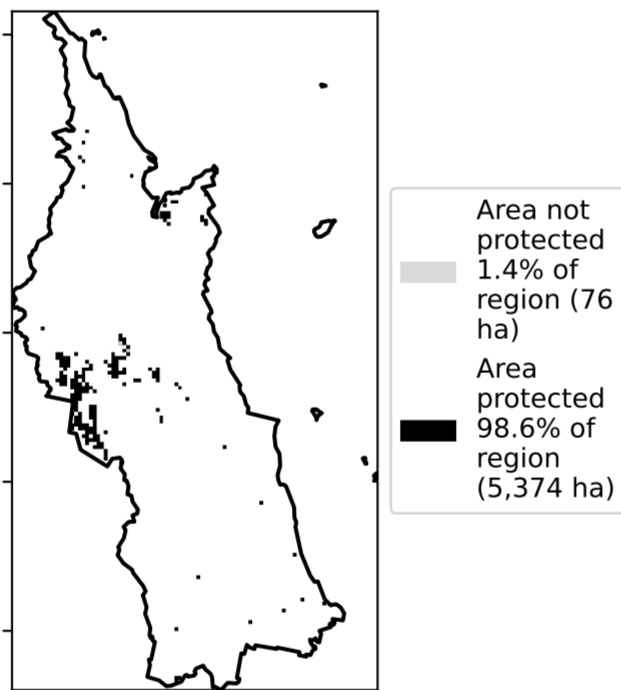 Area not
protected
1.4% of
region (76
ha)
Area
protected
98.6% of
region
(5,374 ha)